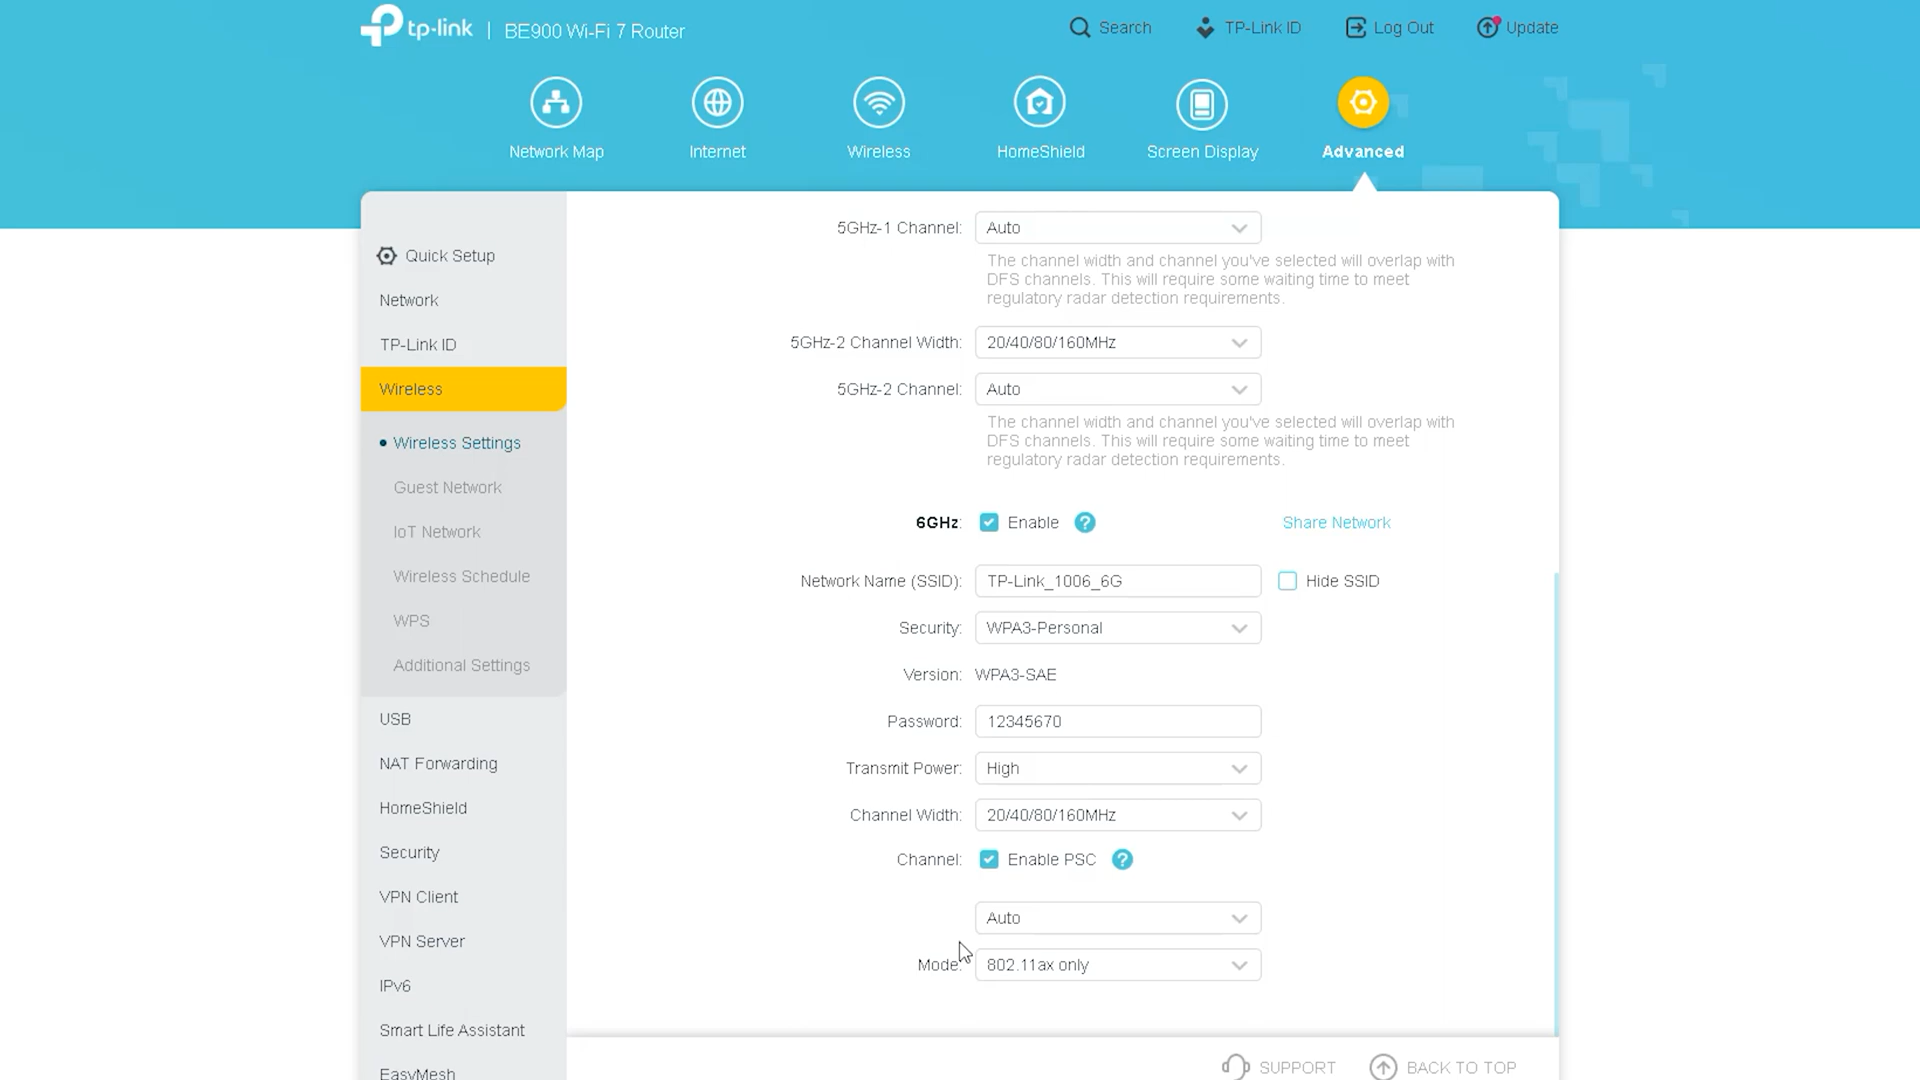 tp-link | BE900 Wi-Fi 7 Router
Search
TP-Link ID
Log Out
Update
Network Map
Internet
Wireless
HomeShield
Screen Display
Advanced
Quick Setup
Network
TP-Link ID
Wireless
Wireless Settings
Guest Network
IoT Network
Wireless Schedule
WPS
Additional Settings
USB
NAT Forwarding
HomeShield
Security
VPN Client
VPN Server
IPv6
Smart Life Assistant
EasyMesh
5GHz-1 Channel: Auto
The channel width and channel you've selected will overlap with
DFS channels. This will require some waiting time to meet
regulatory radar detection requirements.
5GHz-2 Channel Width: 20/40/80/160MHz
5GHz-2 Channel: Auto
The channel width and channel you've selected will overlap with
DFS channels. This will require some waiting time to meet
regulatory radar detection requirements.
6GHz: Enable ? Share Network
Network Name (SSID): TP-Link_1006_6G Hide SSID
Security: WPA3-Personal
Version: WPA3-SAE
Password: 12345670
Transmit Power: High
Channel Width: 20/40/80/160MHz
Channel: Enable PSC ?
Auto
Mode: 802.11ax only
SUPPORT
BACK TO TOP